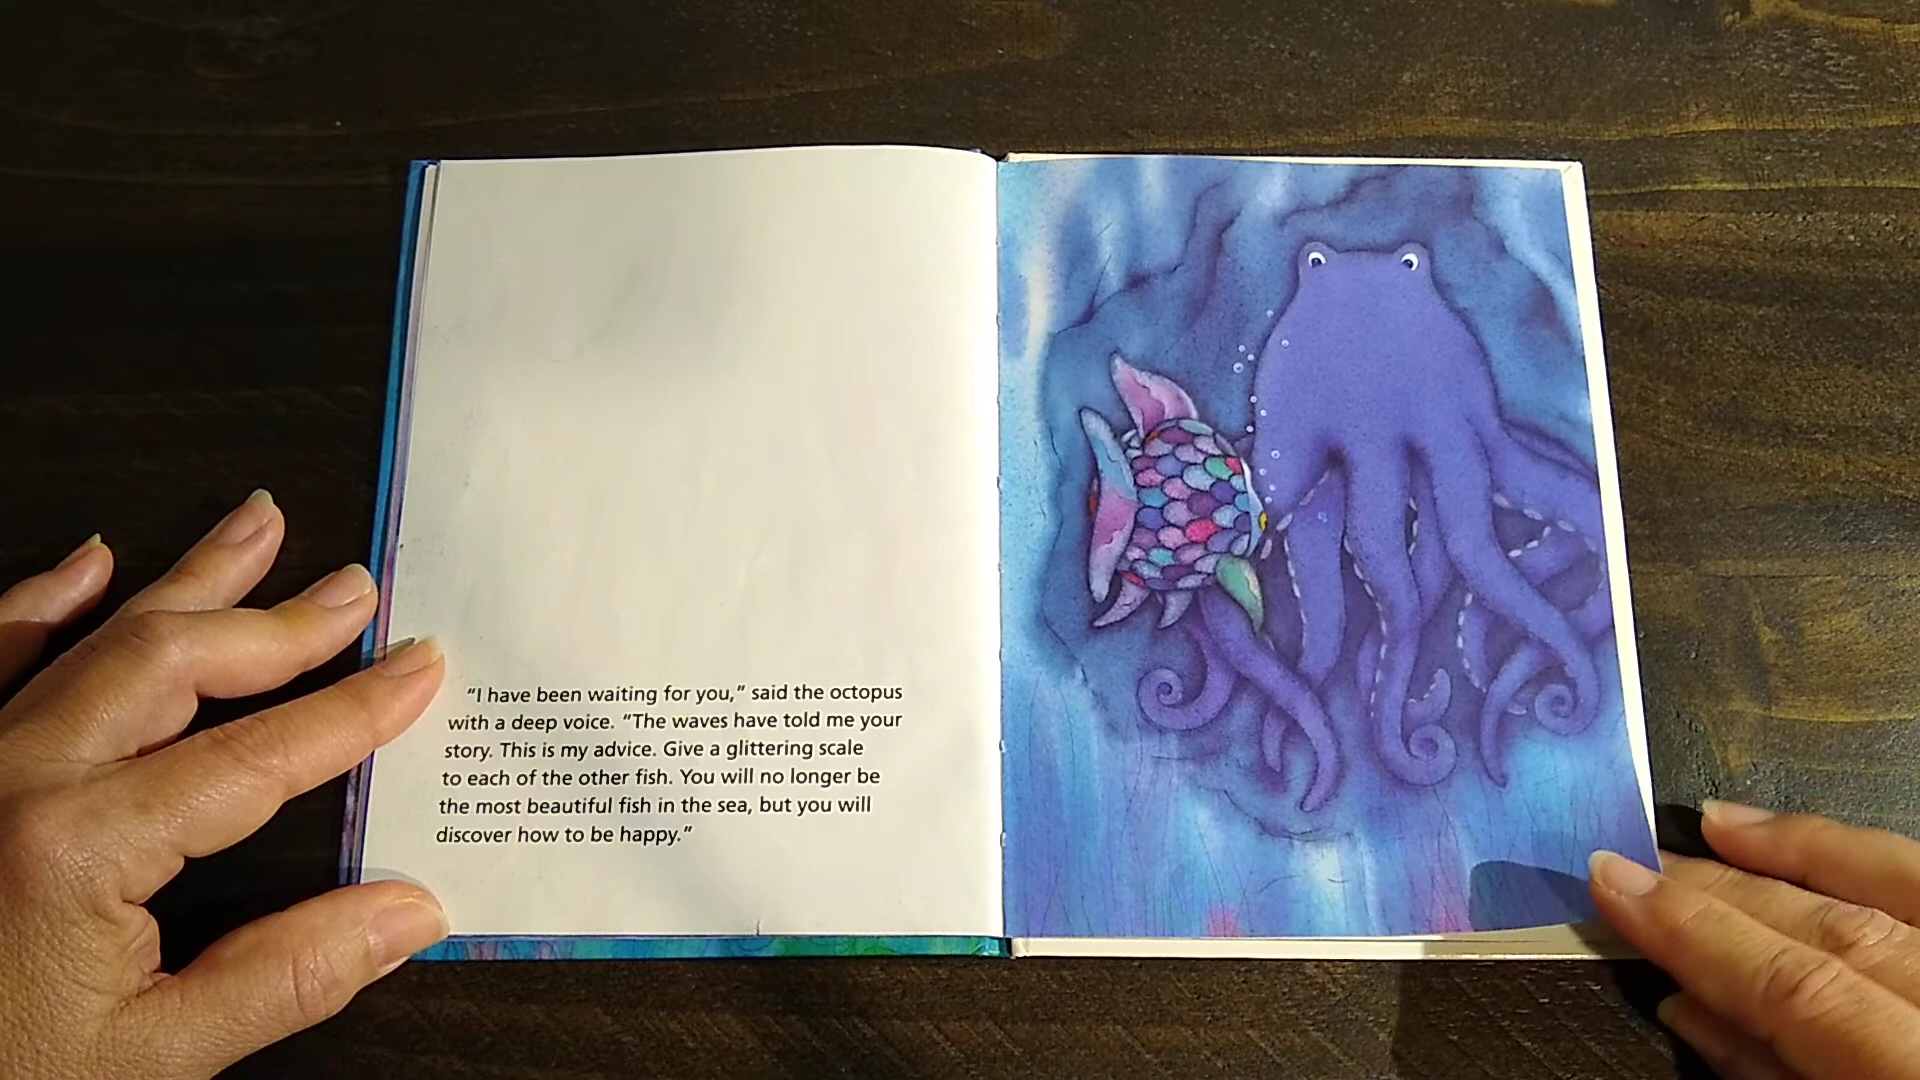 “I have been waiting for you,” said the octopus
with a deep voice. “The waves have told me your
story. This is my advice. Give a glittering scale
to each of the other fish. You will no longer be
the most beautiful fish in the sea, but you will
discover how to be happy.”